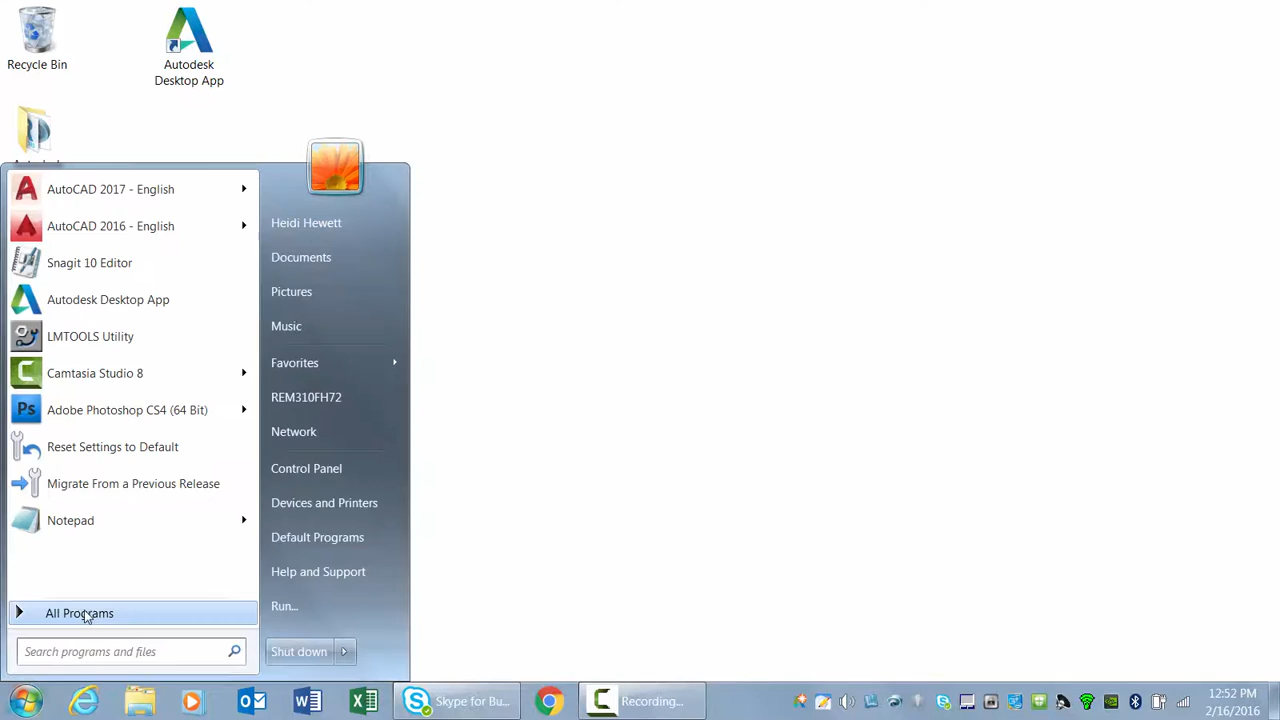 Recycle Bin
Autodesk
Desktop App
AutoCAD 2017 - English
AutoCAD 2016 - English
Snagit 10 Editor
Autodesk Desktop App
LMTOOLS Utility
Camtasia Studio 8
Ps
Adobe Photoshop CS4 (64 Bit)
Reset Settings to Default
Migrate From a Previous Release
Notepad
All Programs
Search programs and files
Heidi Hewett
Documents
Pictures
Music
Favorites
REM310FH72
Network
Control Panel
Devices and Printers
Default Programs
Help and Support
Run...
Shut down
Skype for Bu...
Recording...
12:52 PM
2/16/2016